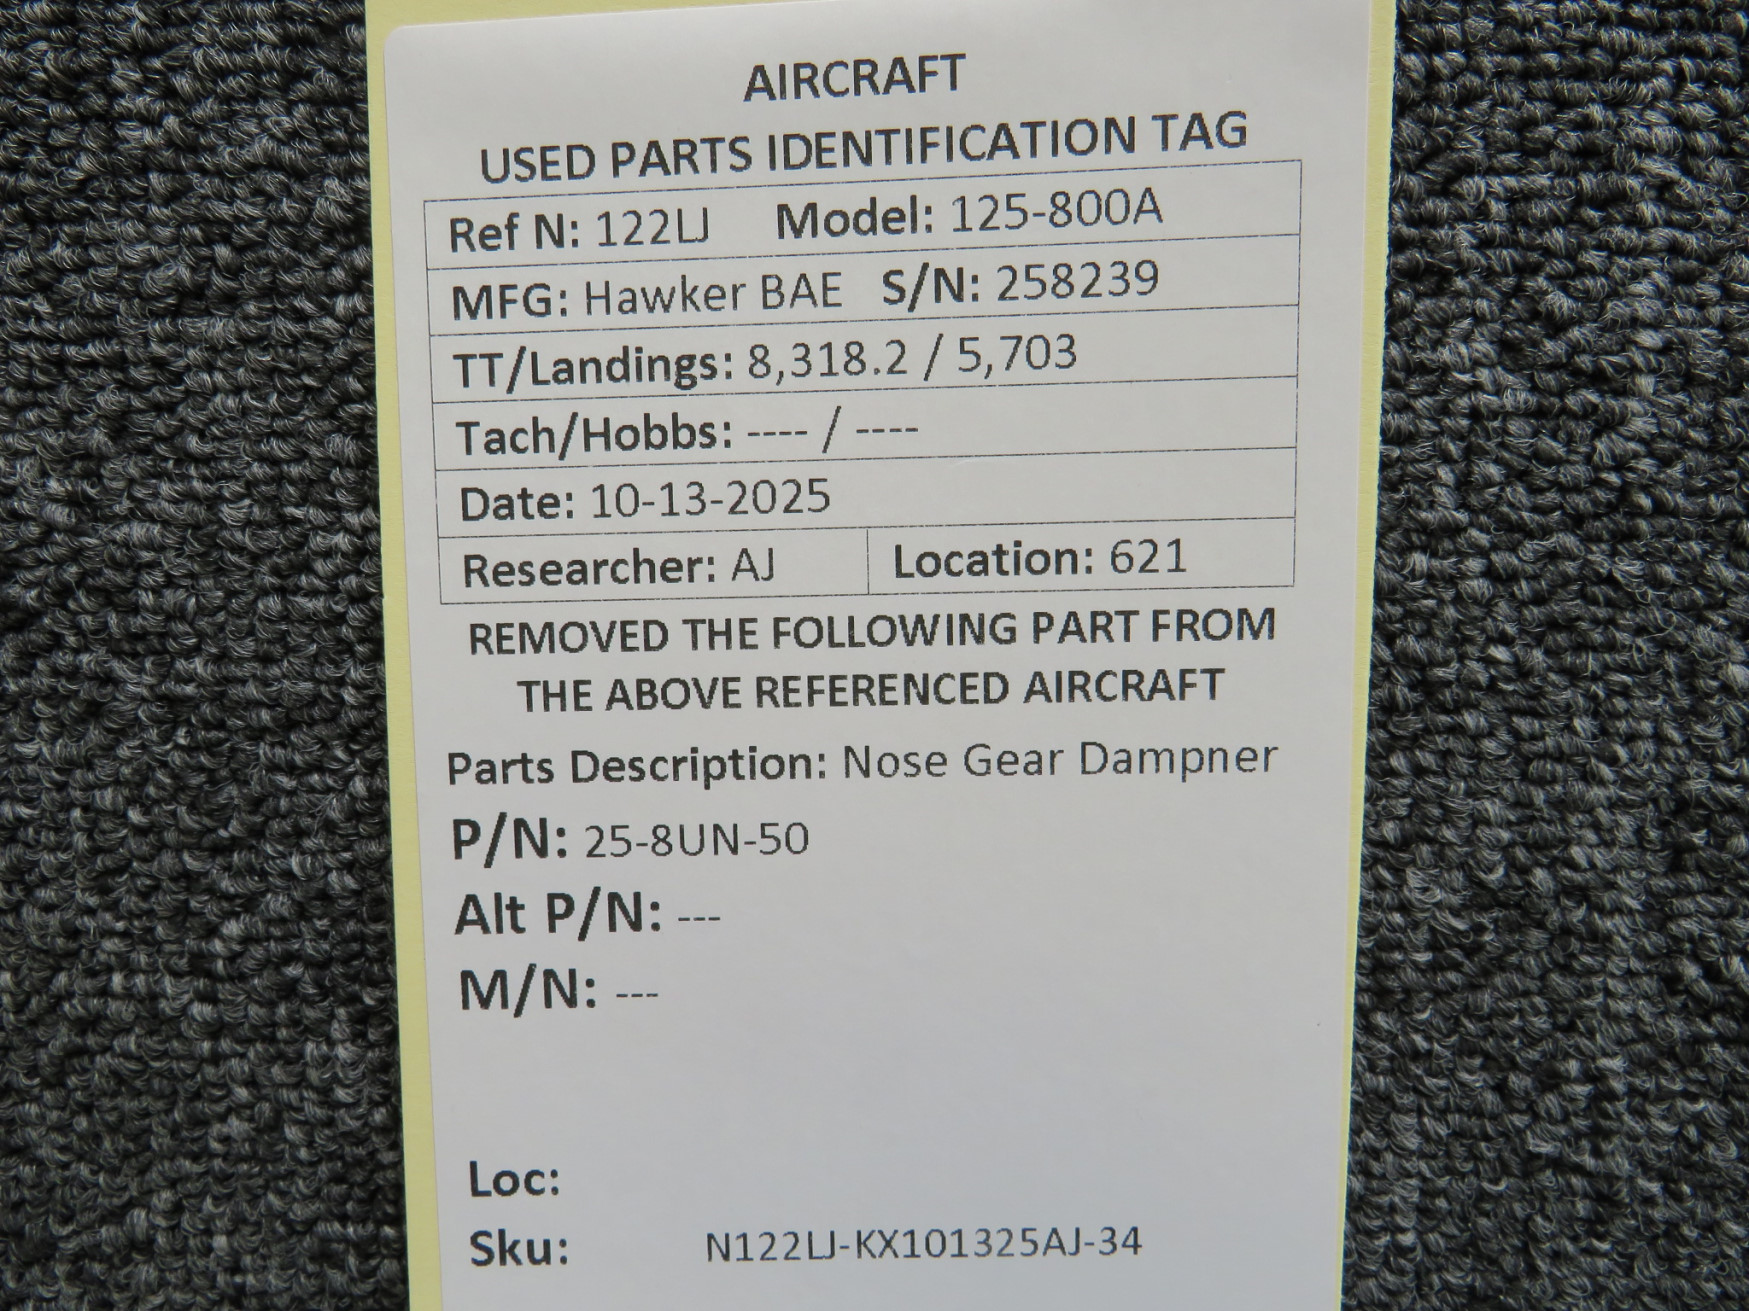 AIRCRAFT
USED PARTS IDENTIFICATION TAG
Ref N: 122LJ Model: 125-800A
MFG: Hawker BAE S/N: 258239
TT/Landings: 8,318.2 / 5,703
Tach/Hobbs: ---- / ----
Date: 10-13-2025
Researcher: AJ Location: 621
REMOVED THE FOLLOWING PART FROM
THE ABOVE REFERENCED AIRCRAFT
Parts Description: Nose Gear Dampner
P/N: 25-8UN-50
Alt P/N: ---
M/N: ---
Loc:
Sku: N122LJ-KX101325AJ-34